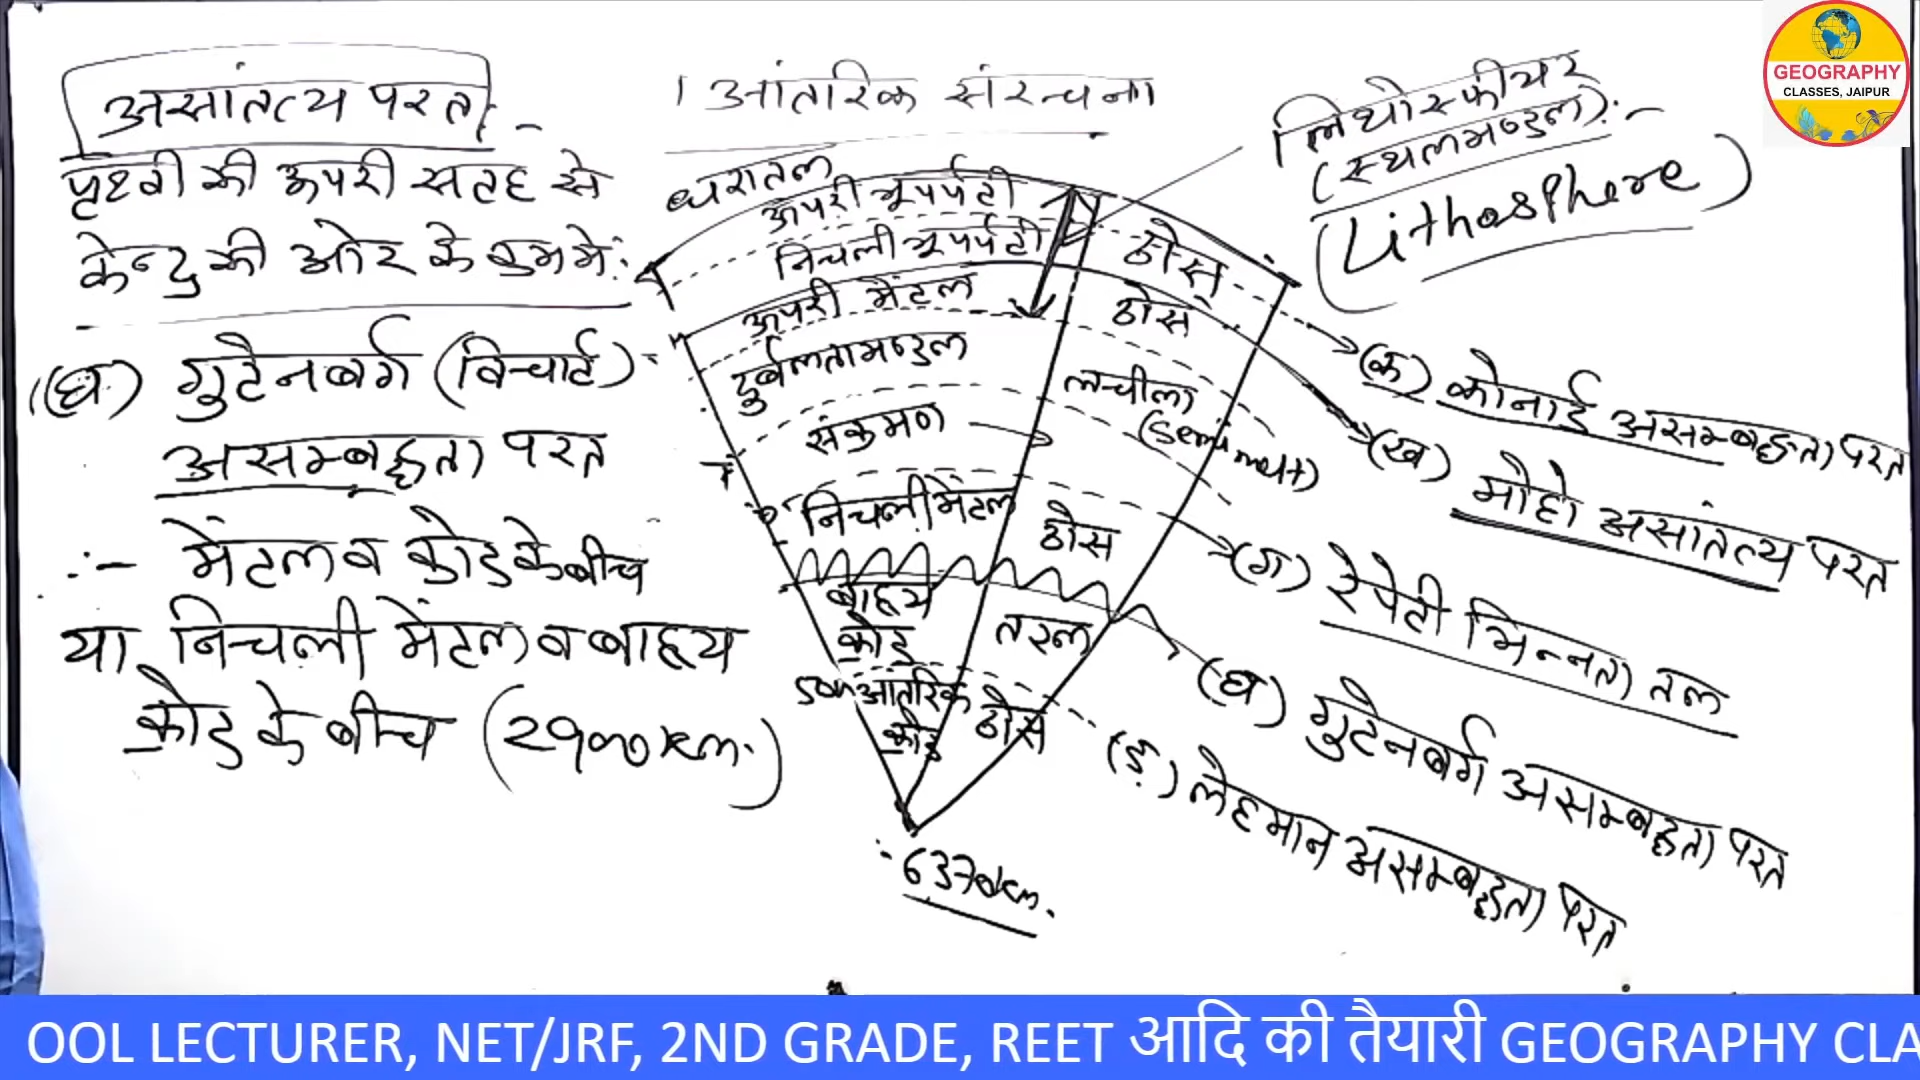 असांतत्य परत -
पृथ्वी की ऊपरी सतह से
केन्द्र की ओर के क्रम में:
(घ) गुटेनबर्ग (विचार्ट)
असम्बद्धता परत
:- मेंटल व क्रोड के बीच
या निचली मेंटल व बाह्य
क्रोड के बीच (2900 km.)
आंतरिक संरचना
धरातल
ऊपरी भूपर्पटी
निचली भूपर्पटी
ऊपरी मेंटल
दुर्बलतामण्डल
संक्रमण
निचली मेंटल
बाह्य
क्रोड
आंतरिक
क्रोड
ठोस
ठोस
लचीला
(Semi melt)
ठोस
तरल
ठोस
6370 km.
लिथोस्फीयर
(स्थलमण्डल):-
(Lithosphere)
(क) कोनार्ड असम्बद्धता परत
(ख) मोहो असांतत्य परत
(ग) रेपेटी भिन्नता तल
(घ) गुटेनबर्ग असम्बद्धता परत
(ड़) लेहमान असम्बद्धता परत
GEOGRAPHY
CLASSES, JAIPUR
OOL LECTURER, NET/JRF, 2ND GRADE, REET आदि की तैयारी GEOGRAPHY CLA